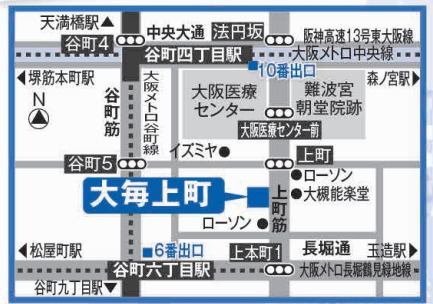 天満橋駅▲
谷町4
中央大通
法円坂
阪神高速13号東大阪線
谷町四丁目駅
大阪メトロ中央線
10番出口
◀堺筋本町駅
森ノ宮駅▶
N
谷町筋
大阪メトロ谷町線
大阪医療
センター
難波宮
朝堂院跡
大阪医療センター前
イズミヤ●
谷町5
上町
●ローソン
●大槻能楽堂
大毎上町
上町筋
ローソン●
◀松屋町駅
6番出口
上本町1
長堀通
玉造駅▶
谷町六丁目駅
大阪メトロ長堀鶴見緑地線
谷町九丁目駅▼